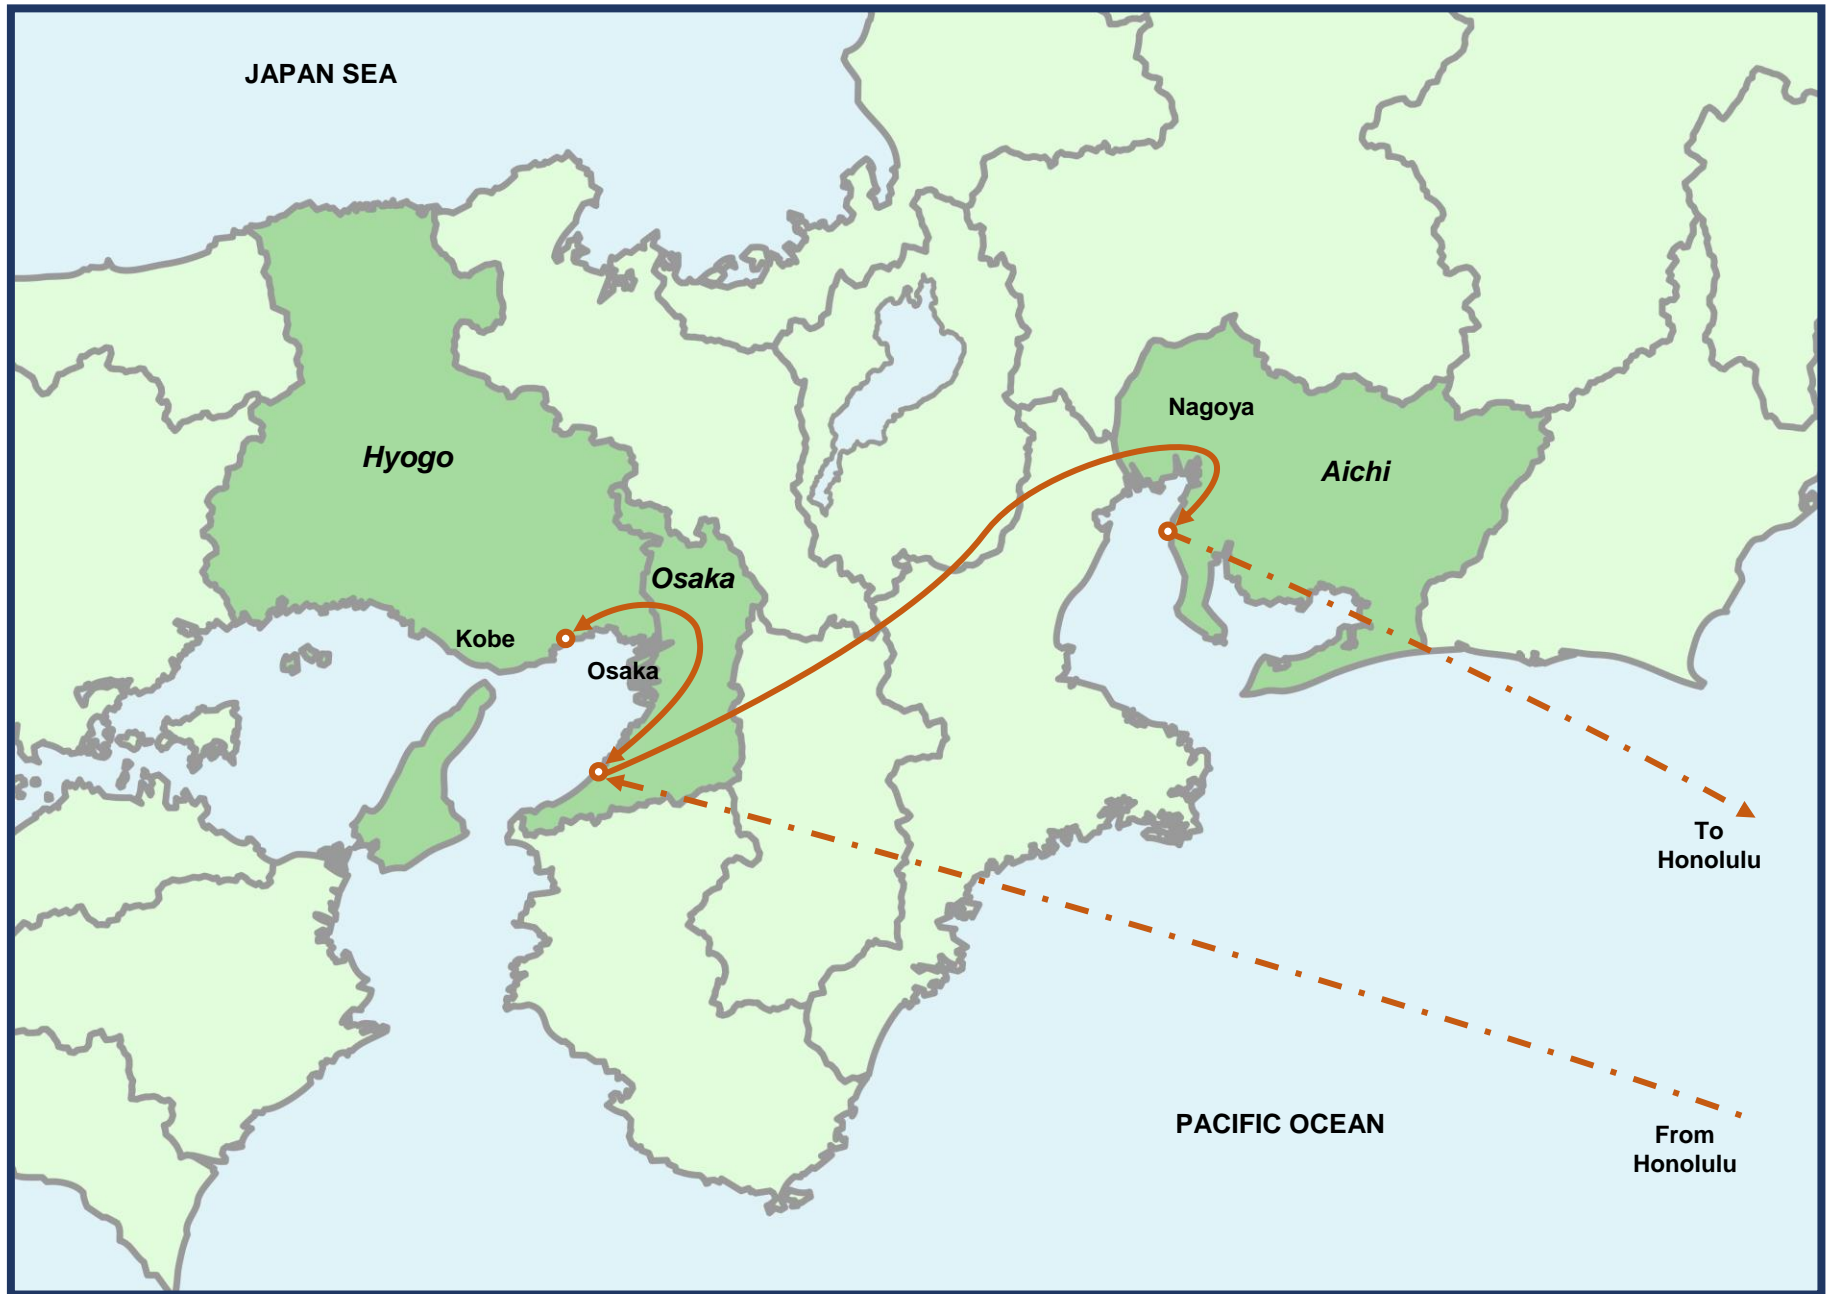 JAPAN SEA
Nagoya
Hyogo
Aichi
Osaka
Kobe
Osaka
To
Honolulu
PACIFIC OCEAN
From
Honolulu